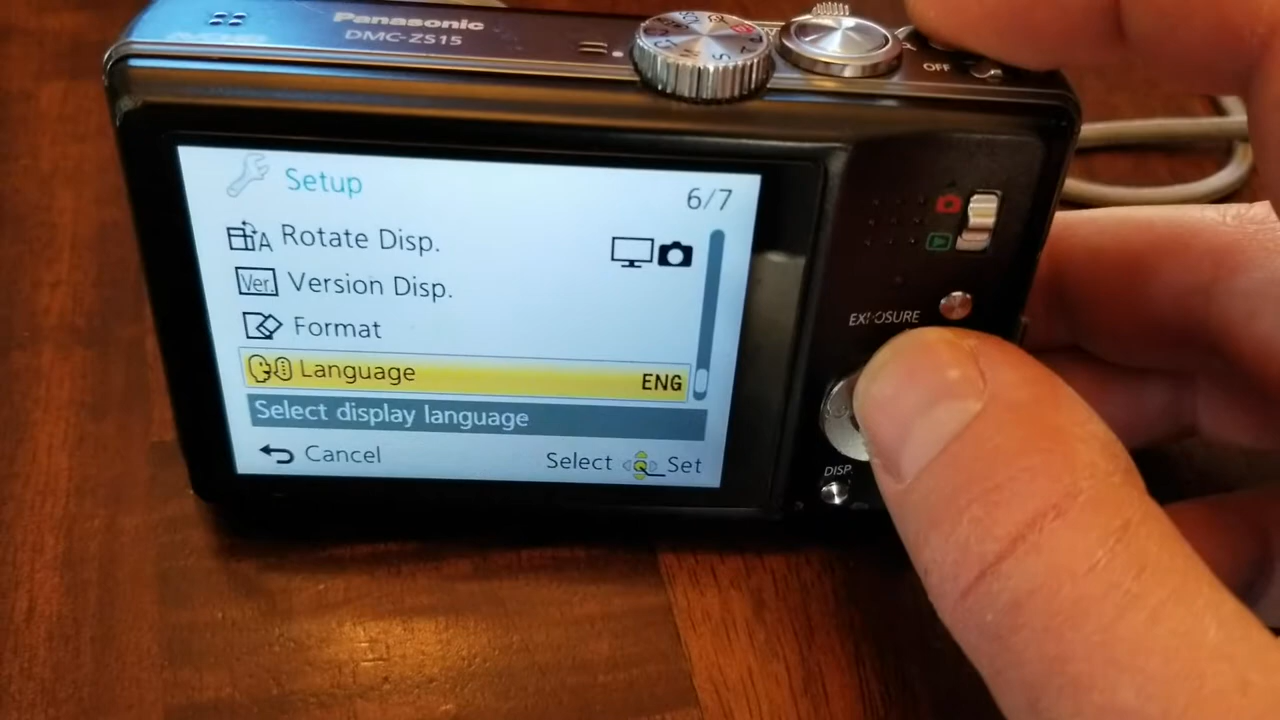 Panasonic
DMC-ZS15
OFF
Setup
6/7
Rotate Disp.
Ver. Version Disp.
Format
Language ENG
Select display language
Cancel Select Set
EXPOSURE
DISP.